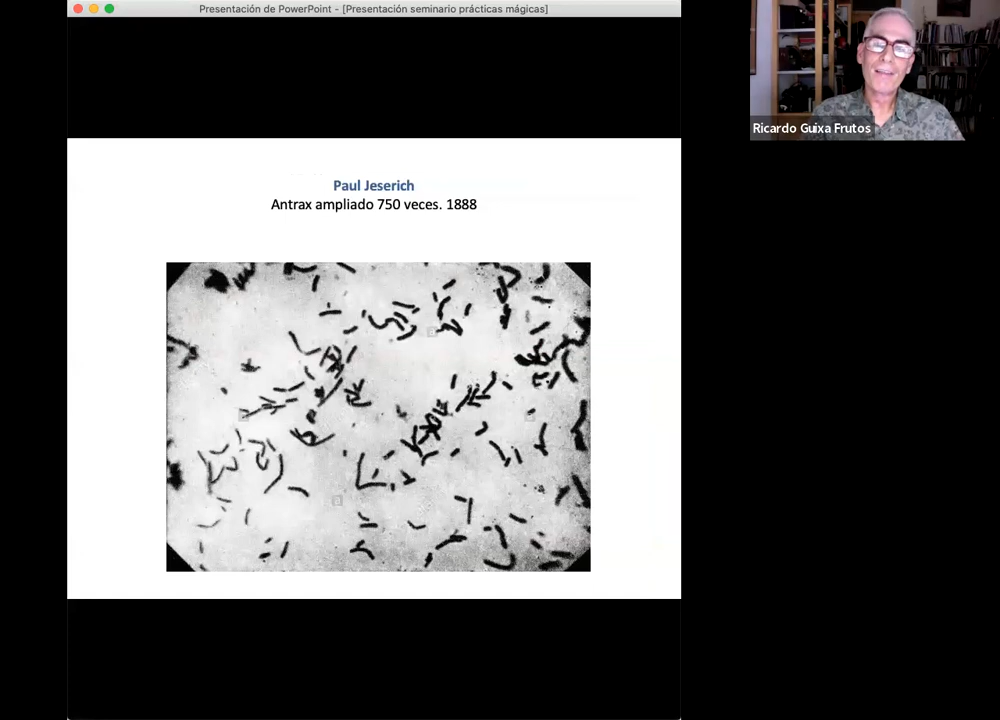 Presentación de PowerPoint - [Presentación seminario prácticas mágicas]
Ricardo Guixa Frutos
Paul Jeserich
Antrax ampliado 750 veces. 1888